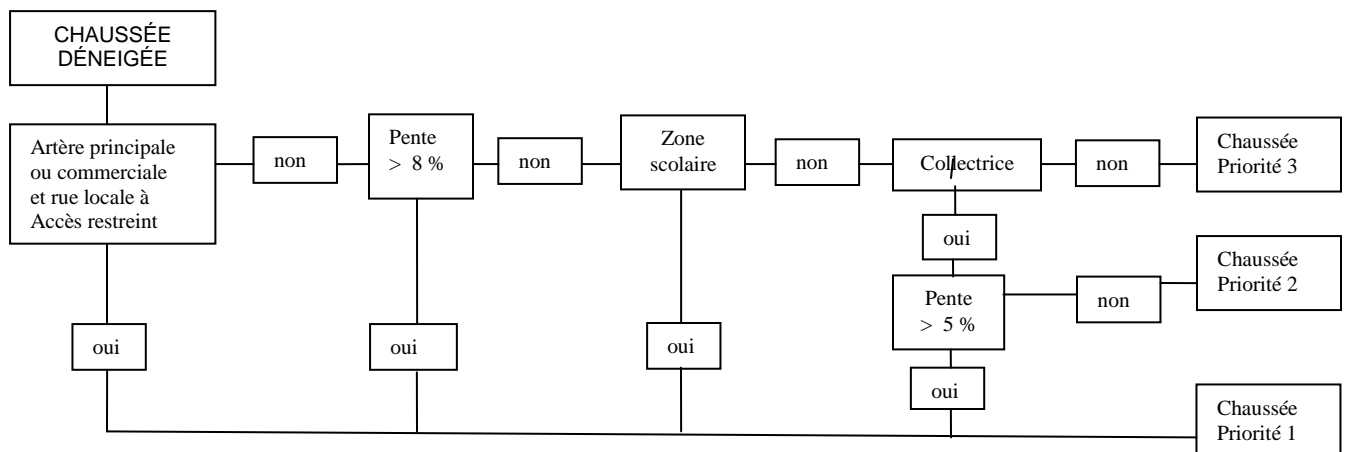 CHAUSSÉE
DÉNEIGÉE
Artère principale
ou commerciale
et rue locale à
Accès restreint
non
Pente
> 8 %
non
Zone
scolaire
non
Collectrice
non
Chaussée
Priorité 3
oui
Pente
> 5 %
non
Chaussée
Priorité 2
oui
oui
oui
oui
Chaussée
Priorité 1